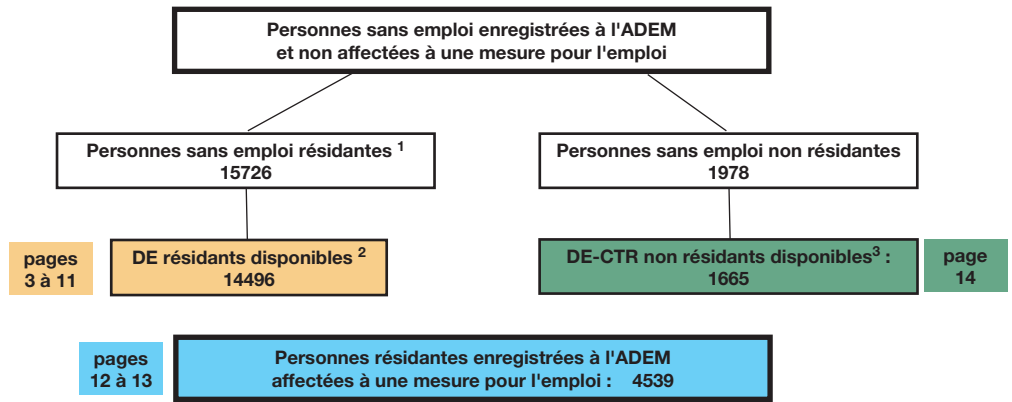 Personnes sans emploi enregistrées à l'ADEM
et non affectées à une mesure pour l'emploi
Personnes sans emploi résidantes 1
15726
Personnes sans emploi non résidantes
1978
pages
3 à 11
DE résidants disponibles 2
14496
DE-CTR non résidants disponibles3 :
1665
page
14
pages
12 à 13
Personnes résidantes enregistrées à l'ADEM
affectées à une mesure pour l'emploi : 4539